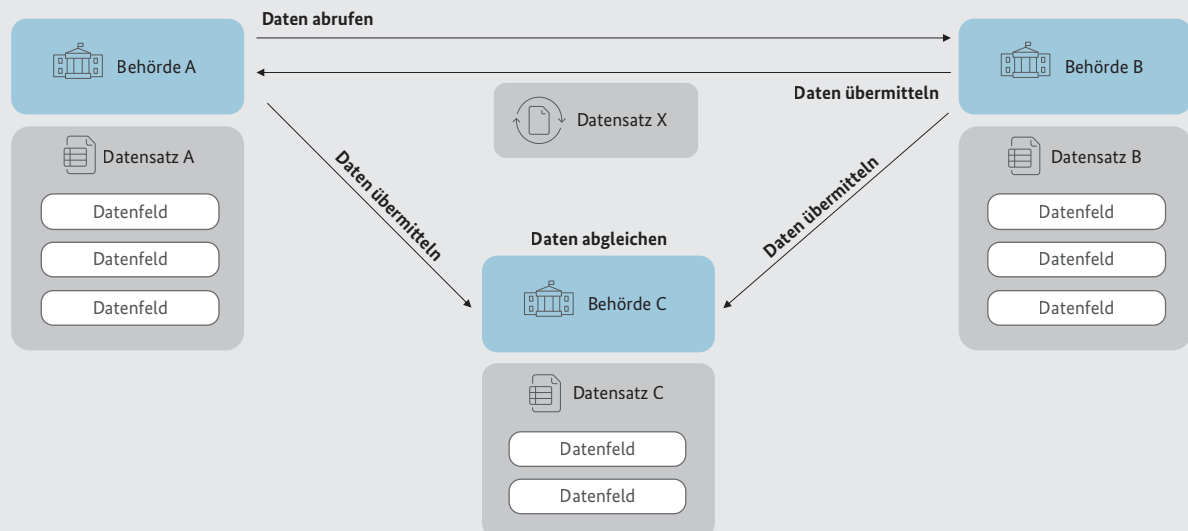 Daten abrufen
Behörde A
Behörde B
Daten übermitteln
Datensatz X
Datensatz A
Datenfeld
Datenfeld
Datenfeld
Daten übermitteln
Daten übermitteln
Datensatz B
Datenfeld
Datenfeld
Datenfeld
Daten abgleichen
Behörde C
Datensatz C
Datenfeld
Datenfeld